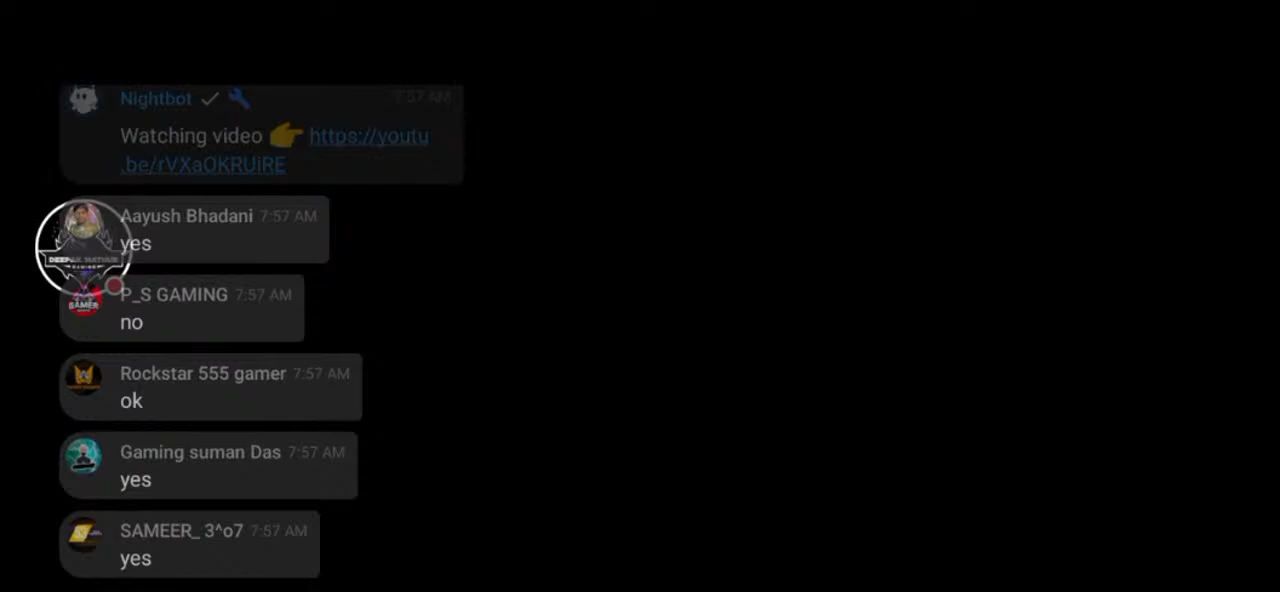 Nightbot 7:57 AM
Watching video 👉 https://youtu
.be/rVXaOKRUiRE
Aayush Bhadani 7:57 AM
yes
P_S GAMING 7:57 AM
no
Rockstar 555 gamer 7:57 AM
ok
Gaming suman Das 7:57 AM
yes
SAMEER_ 3^o7 7:57 AM
yes
GAMER